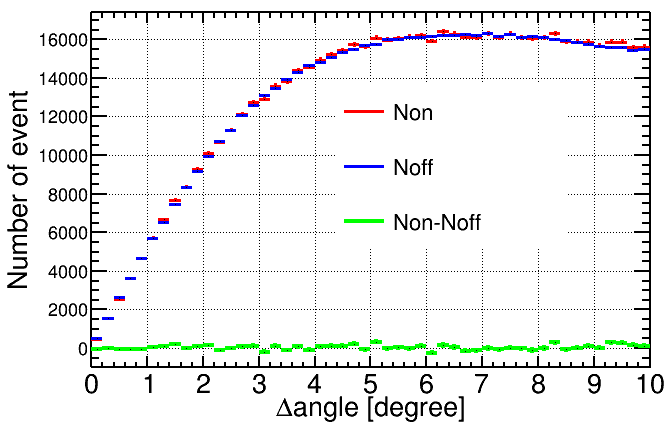 Number of event
16000
14000
12000
10000
8000
6000
4000
2000
0
Non
Noff
Non-Noff
0 1 2 3 4 5 6 7 8 9 10
Δangle [degree]